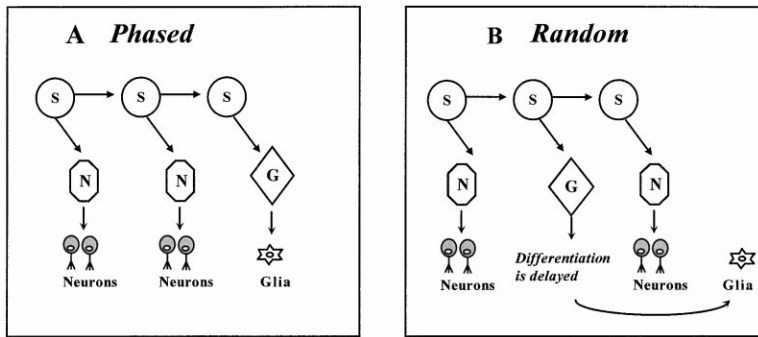 A Phased
S S S
N N G
Neurons Neurons Glia
B Random
S S S
N G N
Differentiation
is delayed
Neurons Neurons Glia